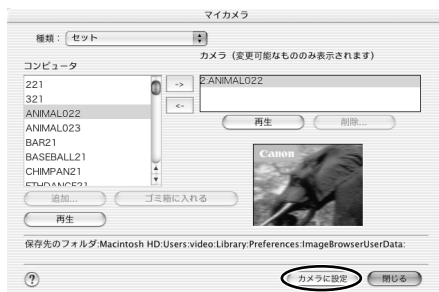 マイカメラ
種類： セット
カメラ（変更可能なもののみ表示されます）
コンピュータ
221
321
ANIMAL022
ANIMAL023
BAR21
BASEBALL21
CHIMPAN21
ETHDANCE21
->
<-
2:ANIMAL022
再生
削除...
Canon
追加...
ゴミ箱に入れる
再生
保存先のフォルダ:Macintosh HD:Users:video:Library:Preferences:ImageBrowserUserData:
?
カメラに設定
閉じる